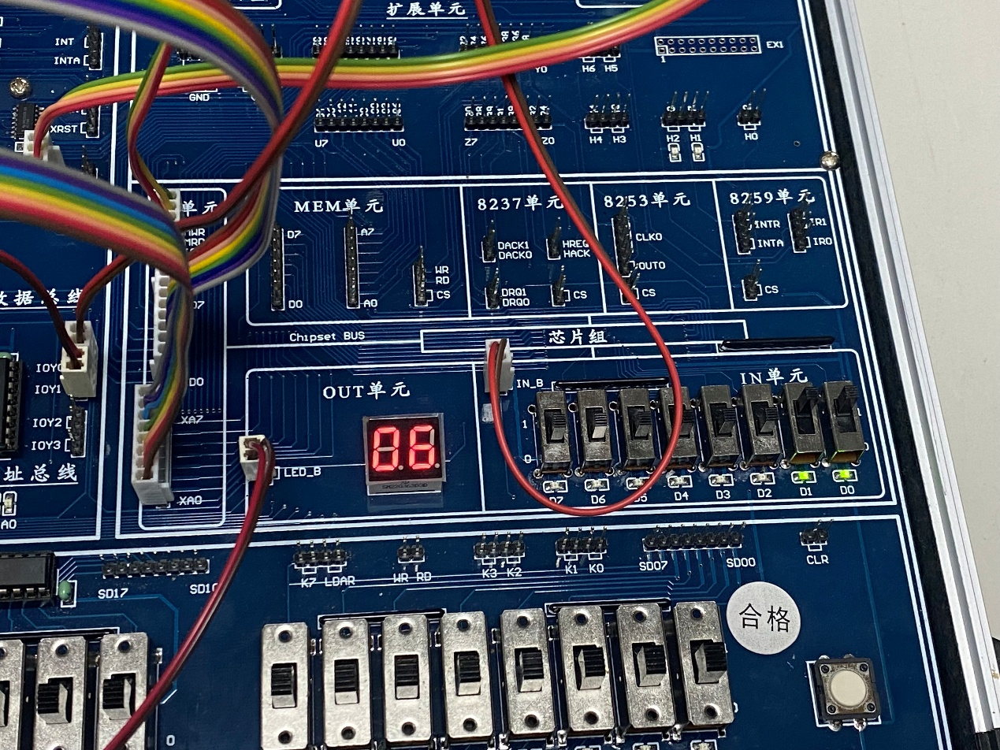 扩展单元
INT
INTA
EX1
1
Y0
H6 H5
GND
XRST
U7 U0
Z7 Z0
H4 H3
H2 H1
H0
单元
MEM单元
8237单元
8253单元
8259单元
D7
A7
WR
RD
CS
D0
A0
DACK1
DACK0
HREQ
HACK
DRQ1
DRQ0
CS
CLK0
OUT0
CS
INTR
INTA
IR1
IR0
CS
数据总线
Chipset BUS
芯片组
IOY0
IOY1
IOY2
IOY3
D0
XA7
XA0
OUT单元
06
LED_B
IN_B
IN单元
1
0
D7 D6 D5 D4 D3 D2 D1 D0
址总线
A0
SD17
K7 LDAR
WR RD
K3 K2
K1 K0
SD07
SD00
CLR
合格
0